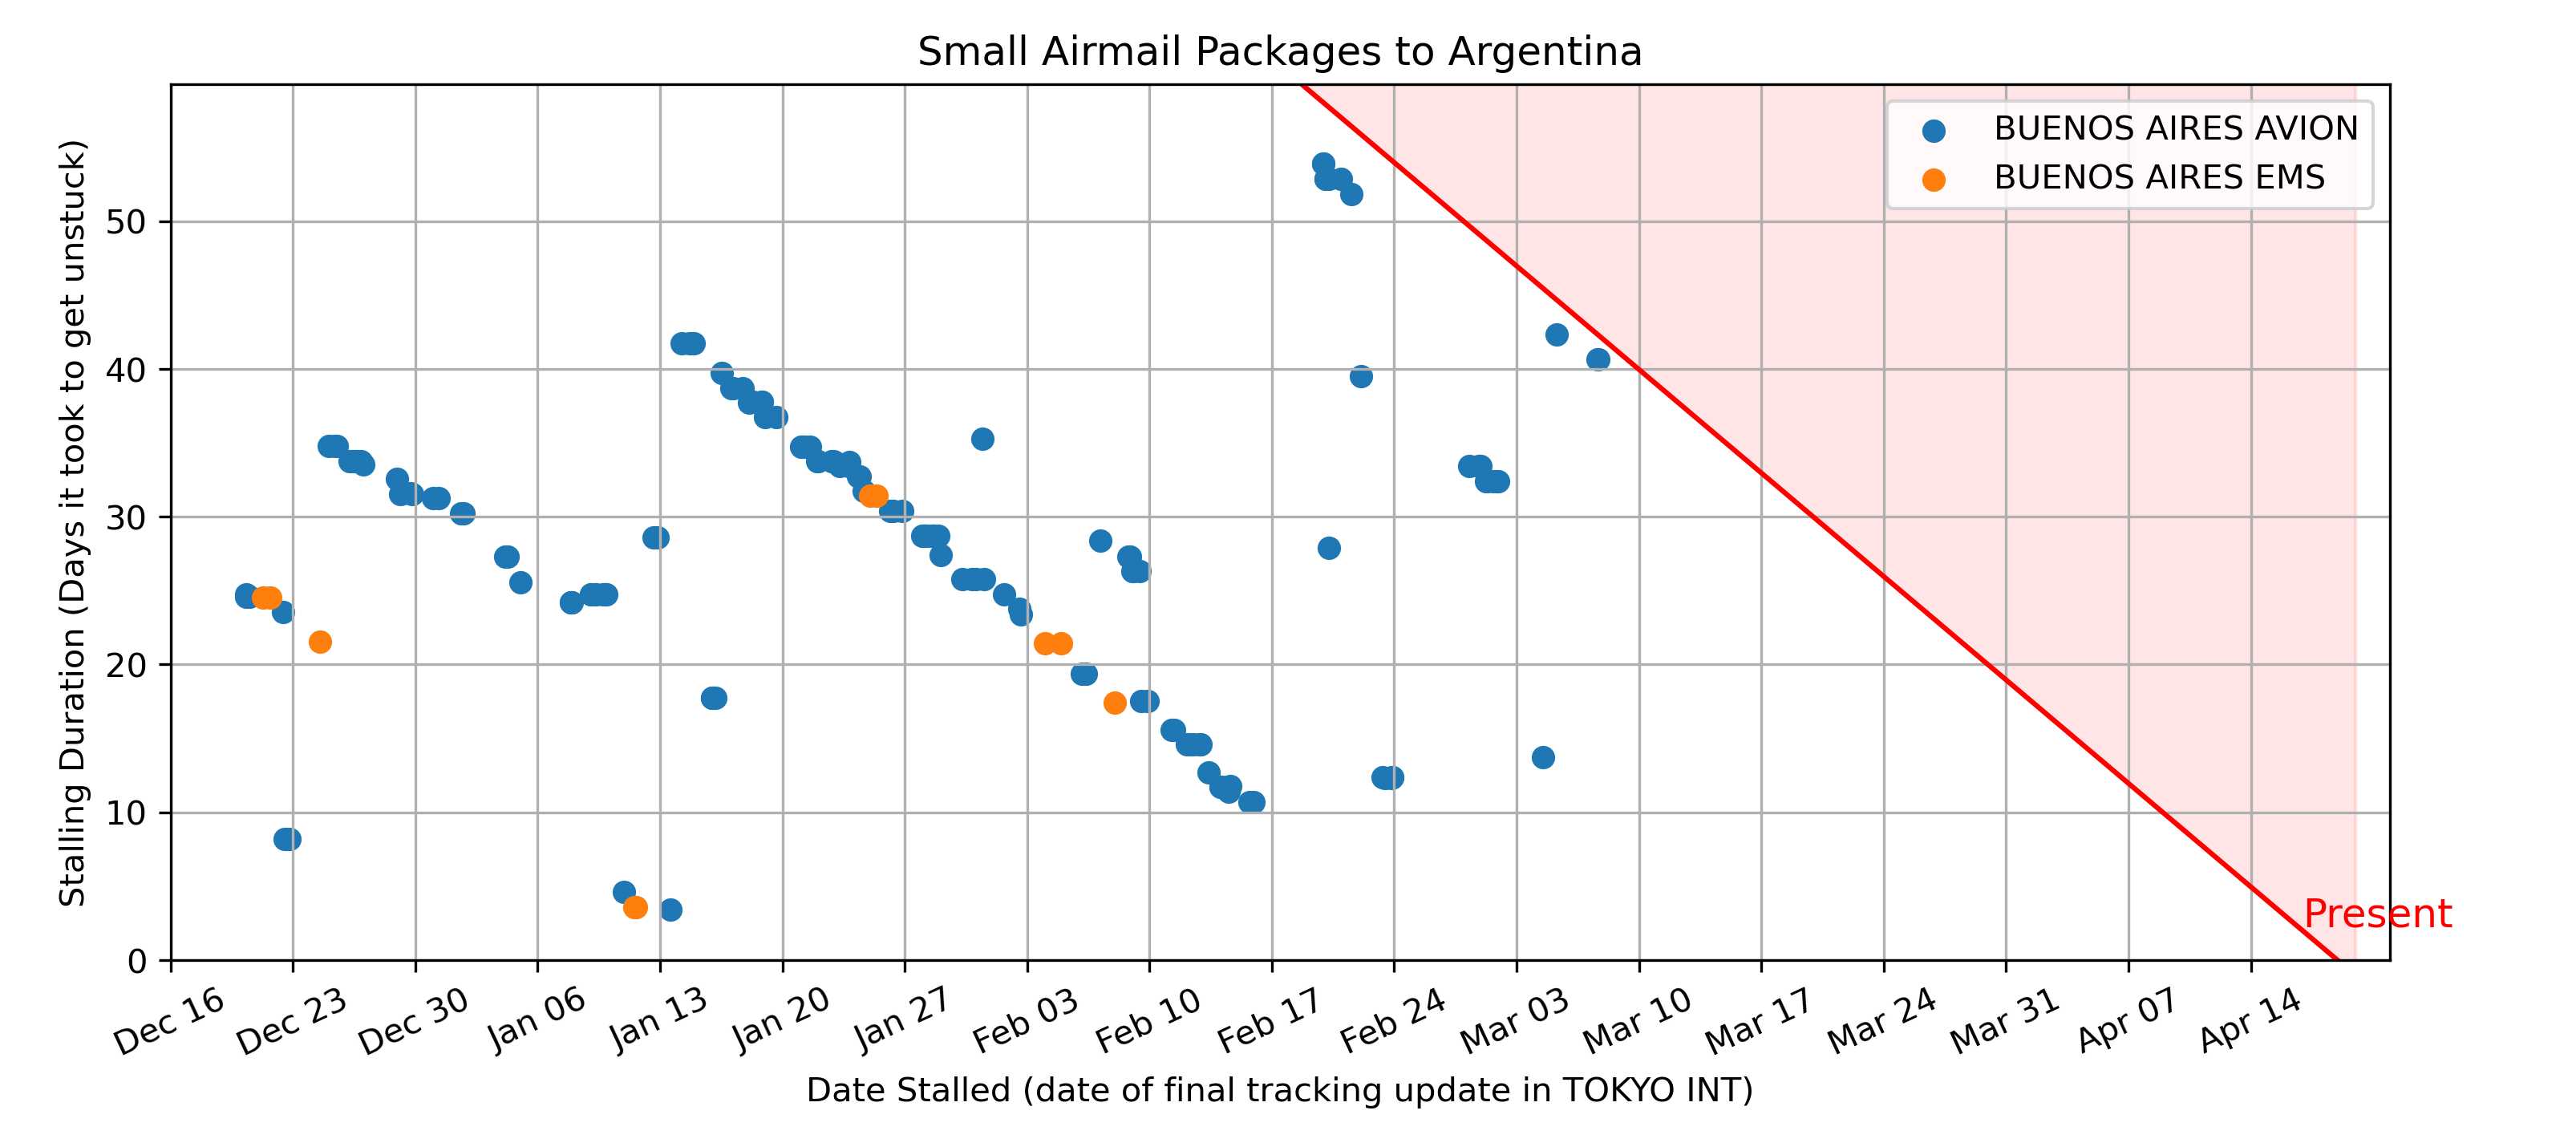 Small Airmail Packages to Argentina
BUENOS AIRES AVION
BUENOS AIRES EMS
Stalling Duration (Days it took to get unstuck)
50
40
30
20
10
0
Present
Dec 16
Dec 23
Dec 30
Jan 06
Jan 13
Jan 20
Jan 27
Feb 03
Feb 10
Feb 17
Feb 24
Mar 03
Mar 10
Mar 17
Mar 24
Mar 31
Apr 07
Apr 14
Date Stalled (date of final tracking update in TOKYO INT)